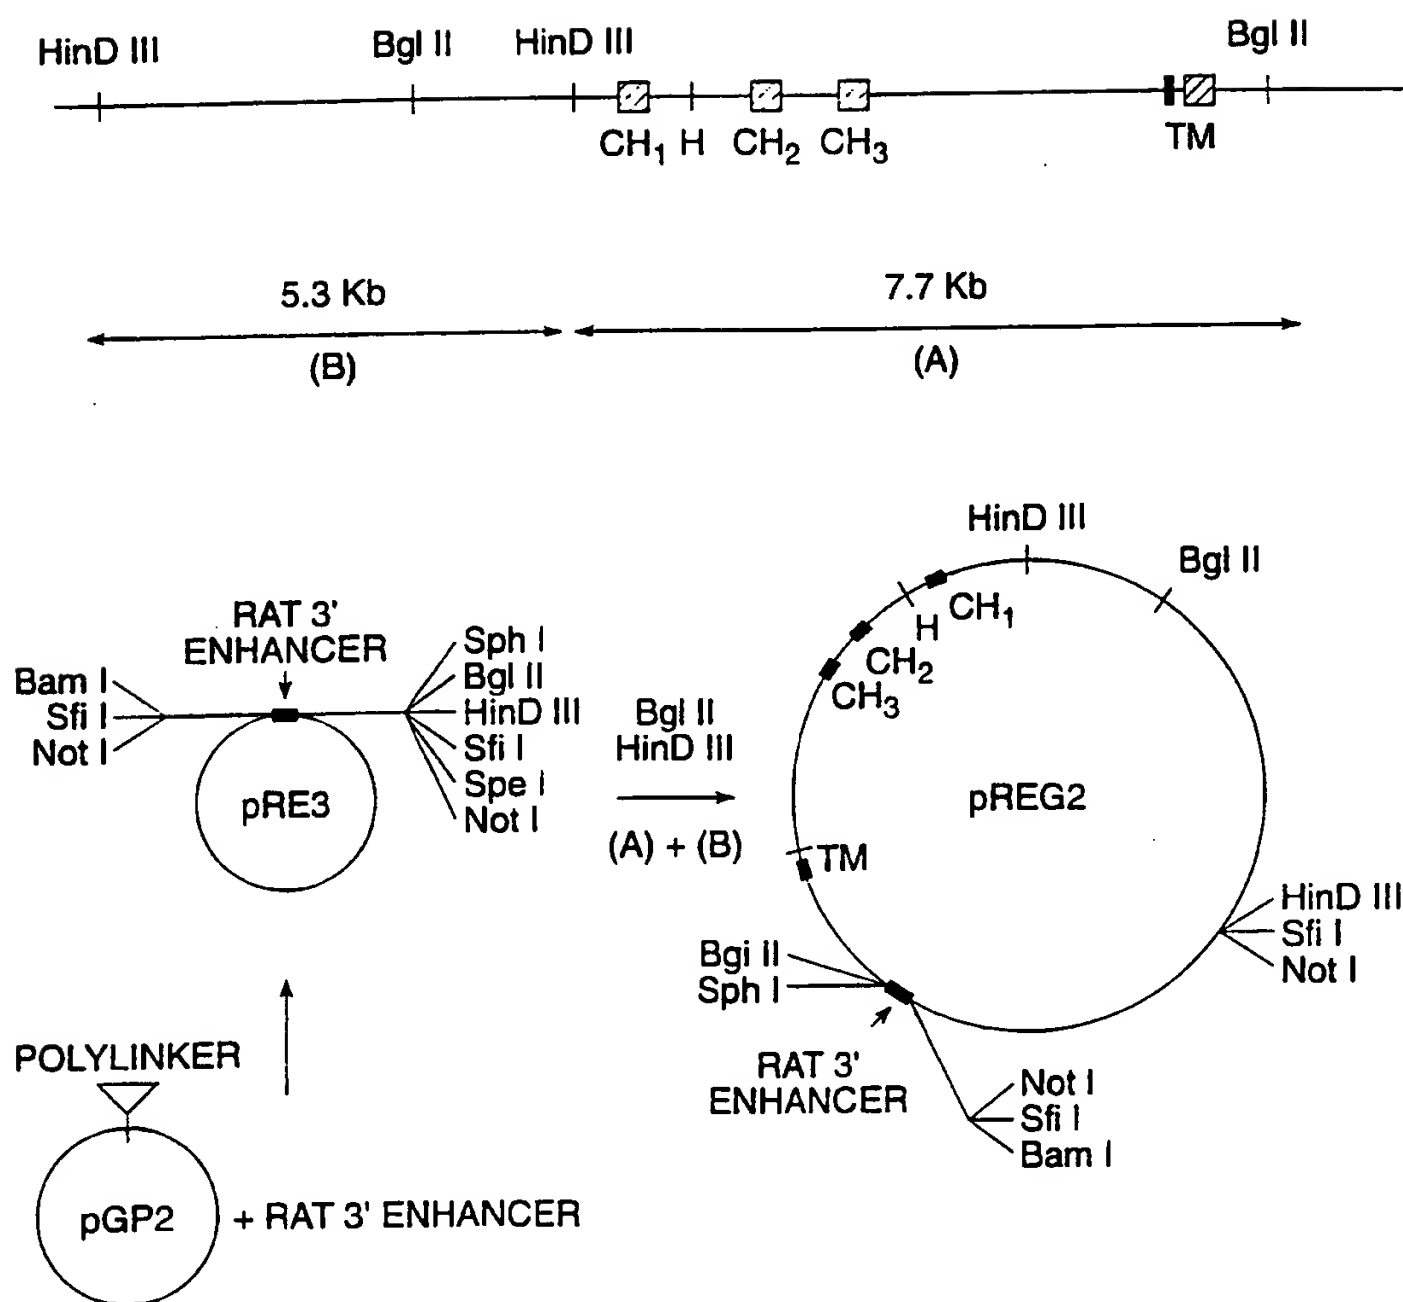 HinD III Bgl II HinD III Bgl II
CH1 H CH2 CH3 TM
5.3 Kb 7.7 Kb
(B) (A)
RAT 3'
ENHANCER
Bam I
Sfi I
Not I
Sph I
Bgl II
HinD III
Sfi I
Spe I
Not I
pRE3
Bgl II
HinD III
(A) + (B)
HinD III
Bgl II
CH1
H
CH2
CH3
pREG2
TM
HinD III
Sfi I
Not I
Bgi II
Sph I
RAT 3'
ENHANCER
Not I
Sfi I
Bam I
POLYLINKER
pGP2 + RAT 3' ENHANCER